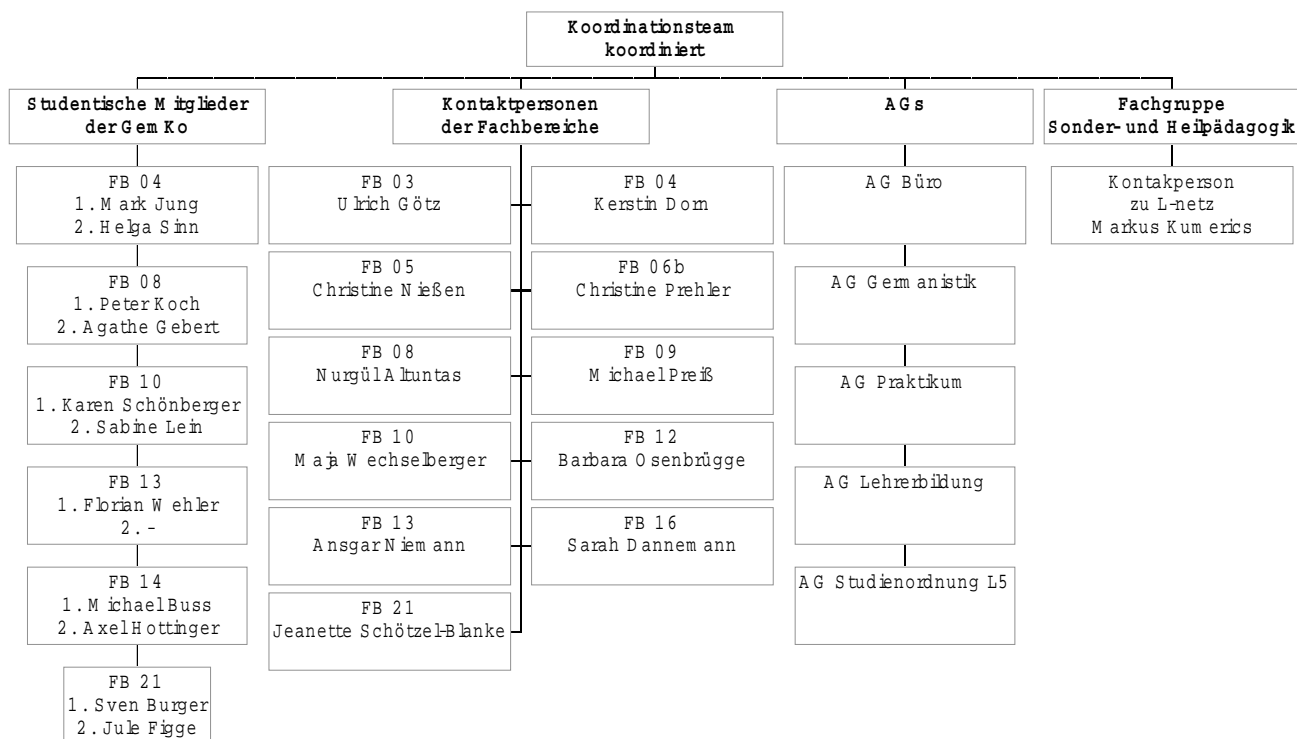 Koordinationsteam
koordiniert
Studentische Mitglieder
der GemKo
FB 04
1. Mark Jung
2. Helga Sinn
FB 08
1. Peter Koch
2. Agathe Gebert
FB 10
1. Karen Schönberger
2. Sabine Lein
FB 13
1. Florian Wehler
2. -
FB 14
1. Michael Buss
2. Axel Hottinger
FB 21
1. Sven Burger
2. Jule Figge
Kontaktpersonen
der Fachbereiche
FB 03
Ulrich Götz
FB 04
Kerstin Dorn
FB 05
Christine Nießen
FB 06b
Christine Prehler
FB 08
Nurgül Altuntas
FB 09
Michael Preiß
FB 10
Maja Wechselberger
FB 12
Barbara Osenbrügge
FB 13
Ansgar Niemann
FB 16
Sarah Dannemann
FB 21
Jeanette Schötzel-Blanke
AGs
AG Büro
AG Germanistik
AG Praktikum
AG Lehrerbildung
AG Studienordnung L5
Fachgruppe
Sonder- und Heilpädagogik
Kontakperson
zu L-netz
Markus Kumerics